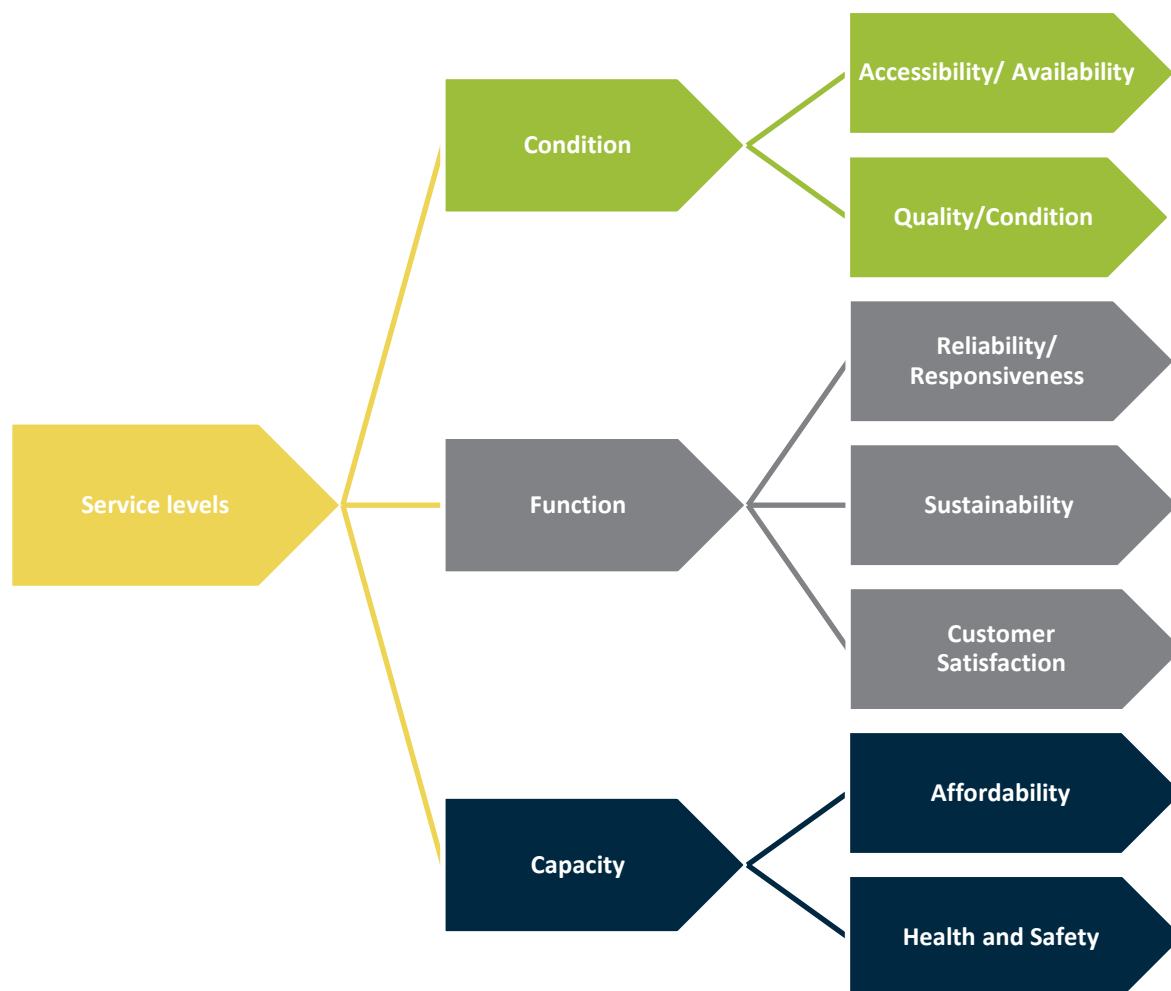 Service levels
Condition
Accessibility/ Availability
Quality/Condition
Function
Reliability/
Responsiveness
Sustainability
Customer
Satisfaction
Capacity
Affordability
Health and Safety